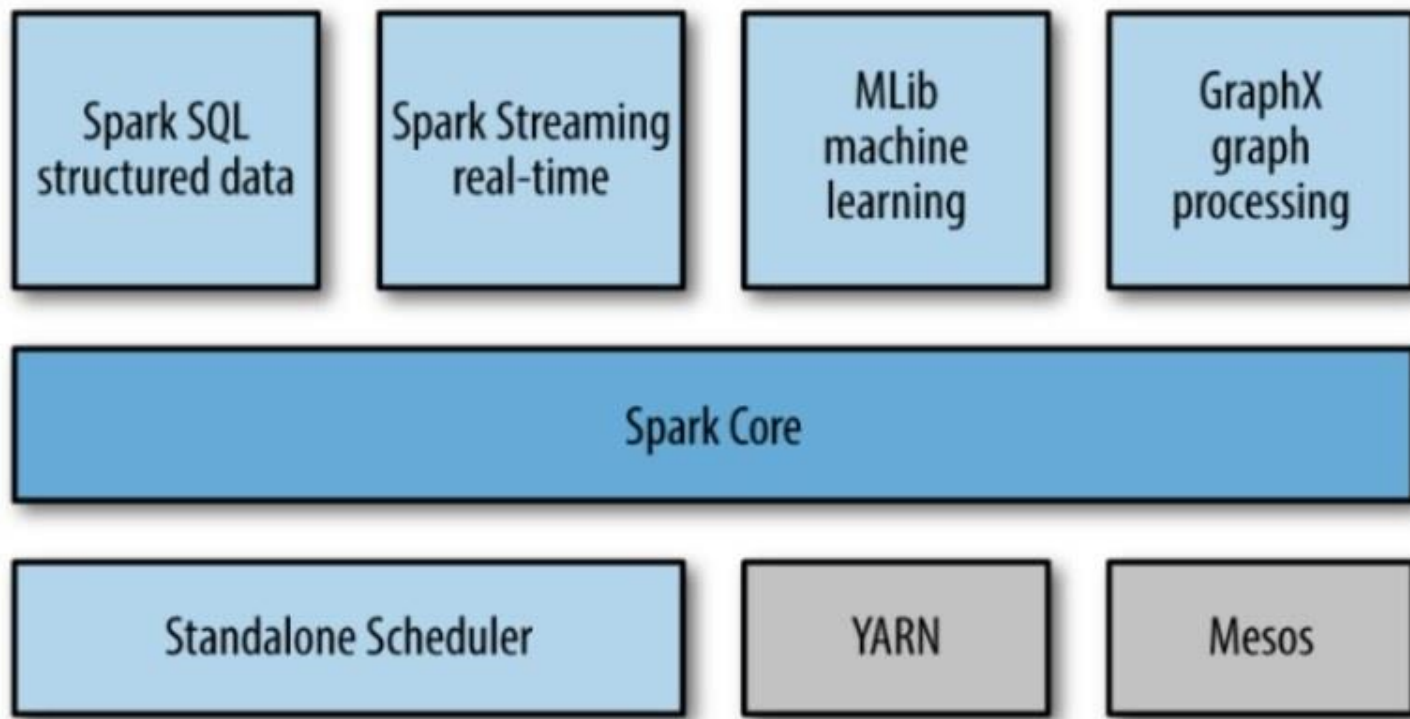 Spark SQL
structured data
Spark Streaming
real-time
MLib
machine
learning
GraphX
graph
processing
Spark Core
Standalone Scheduler
YARN
Mesos